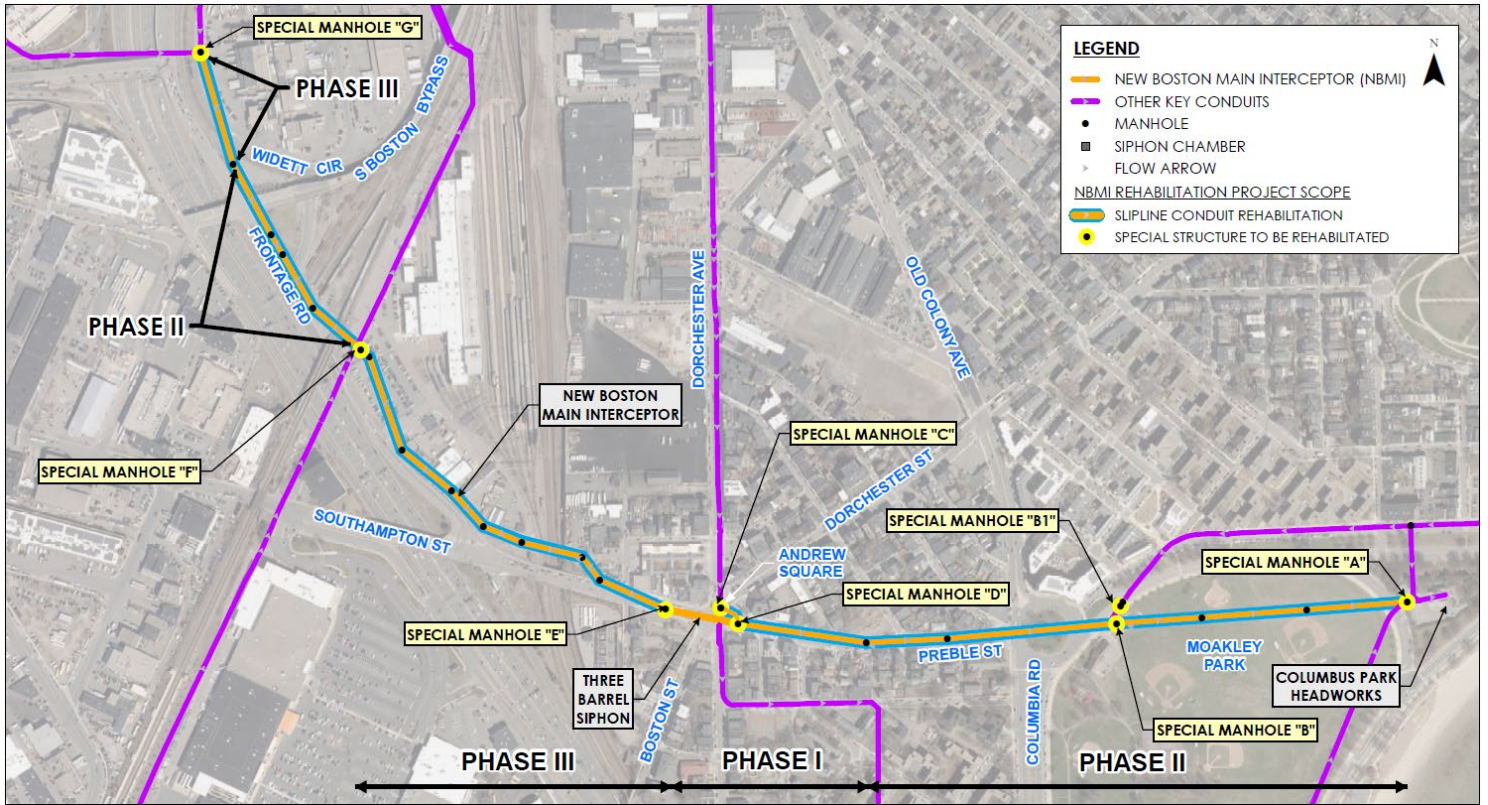 SPECIAL MANHOLE "G"
PHASE III
WIDETT CIR
S BOSTON BYPASS
FRONTAGE RD
PHASE II
SPECIAL MANHOLE "F"
NEW BOSTON
MAIN INTERCEPTOR
SOUTHAMPTON ST
DORCHESTER AVE
OLD COLONY AVE
SPECIAL MANHOLE "C"
DORCHESTER ST
ANDREW
SQUARE
SPECIAL MANHOLE "D"
SPECIAL MANHOLE "E"
THREE
BARREL
SIPHON
BOSTON ST
SPECIAL MANHOLE "B1"
SPECIAL MANHOLE "A"
PREBLE ST
COLUMBIA RD
MOAKLEY
PARK
COLUMBUS PARK
HEADWORKS
SPECIAL MANHOLE "B"
PHASE III
PHASE I
PHASE II
LEGEND
N
NEW BOSTON MAIN INTERCEPTOR (NBMI)
OTHER KEY CONDUITS
MANHOLE
SIPHON CHAMBER
FLOW ARROW
NBMI REHABILITATION PROJECT SCOPE
SLIPLINE CONDUIT REHABILITATION
SPECIAL STRUCTURE TO BE REHABILITATED